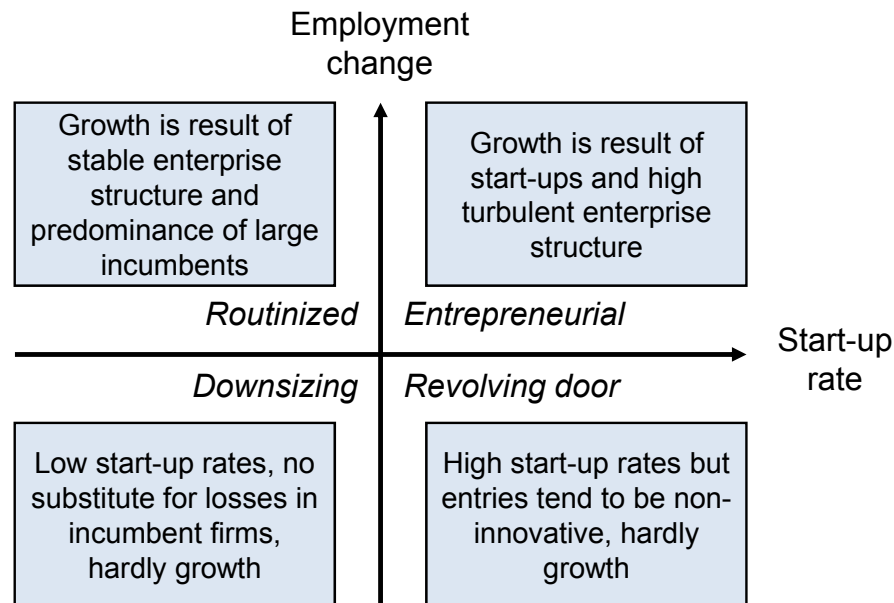 Employment
change
Growth is result of
stable enterprise
structure and
predominance of large
incumbents
Growth is result of
start-ups and high
turbulent enterprise
structure
Routinized
Entrepreneurial
Start-up
rate
Downsizing
Revolving door
Low start-up rates, no
substitute for losses in
incumbent firms,
hardly growth
High start-up rates but
entries tend to be non-
innovative, hardly
growth